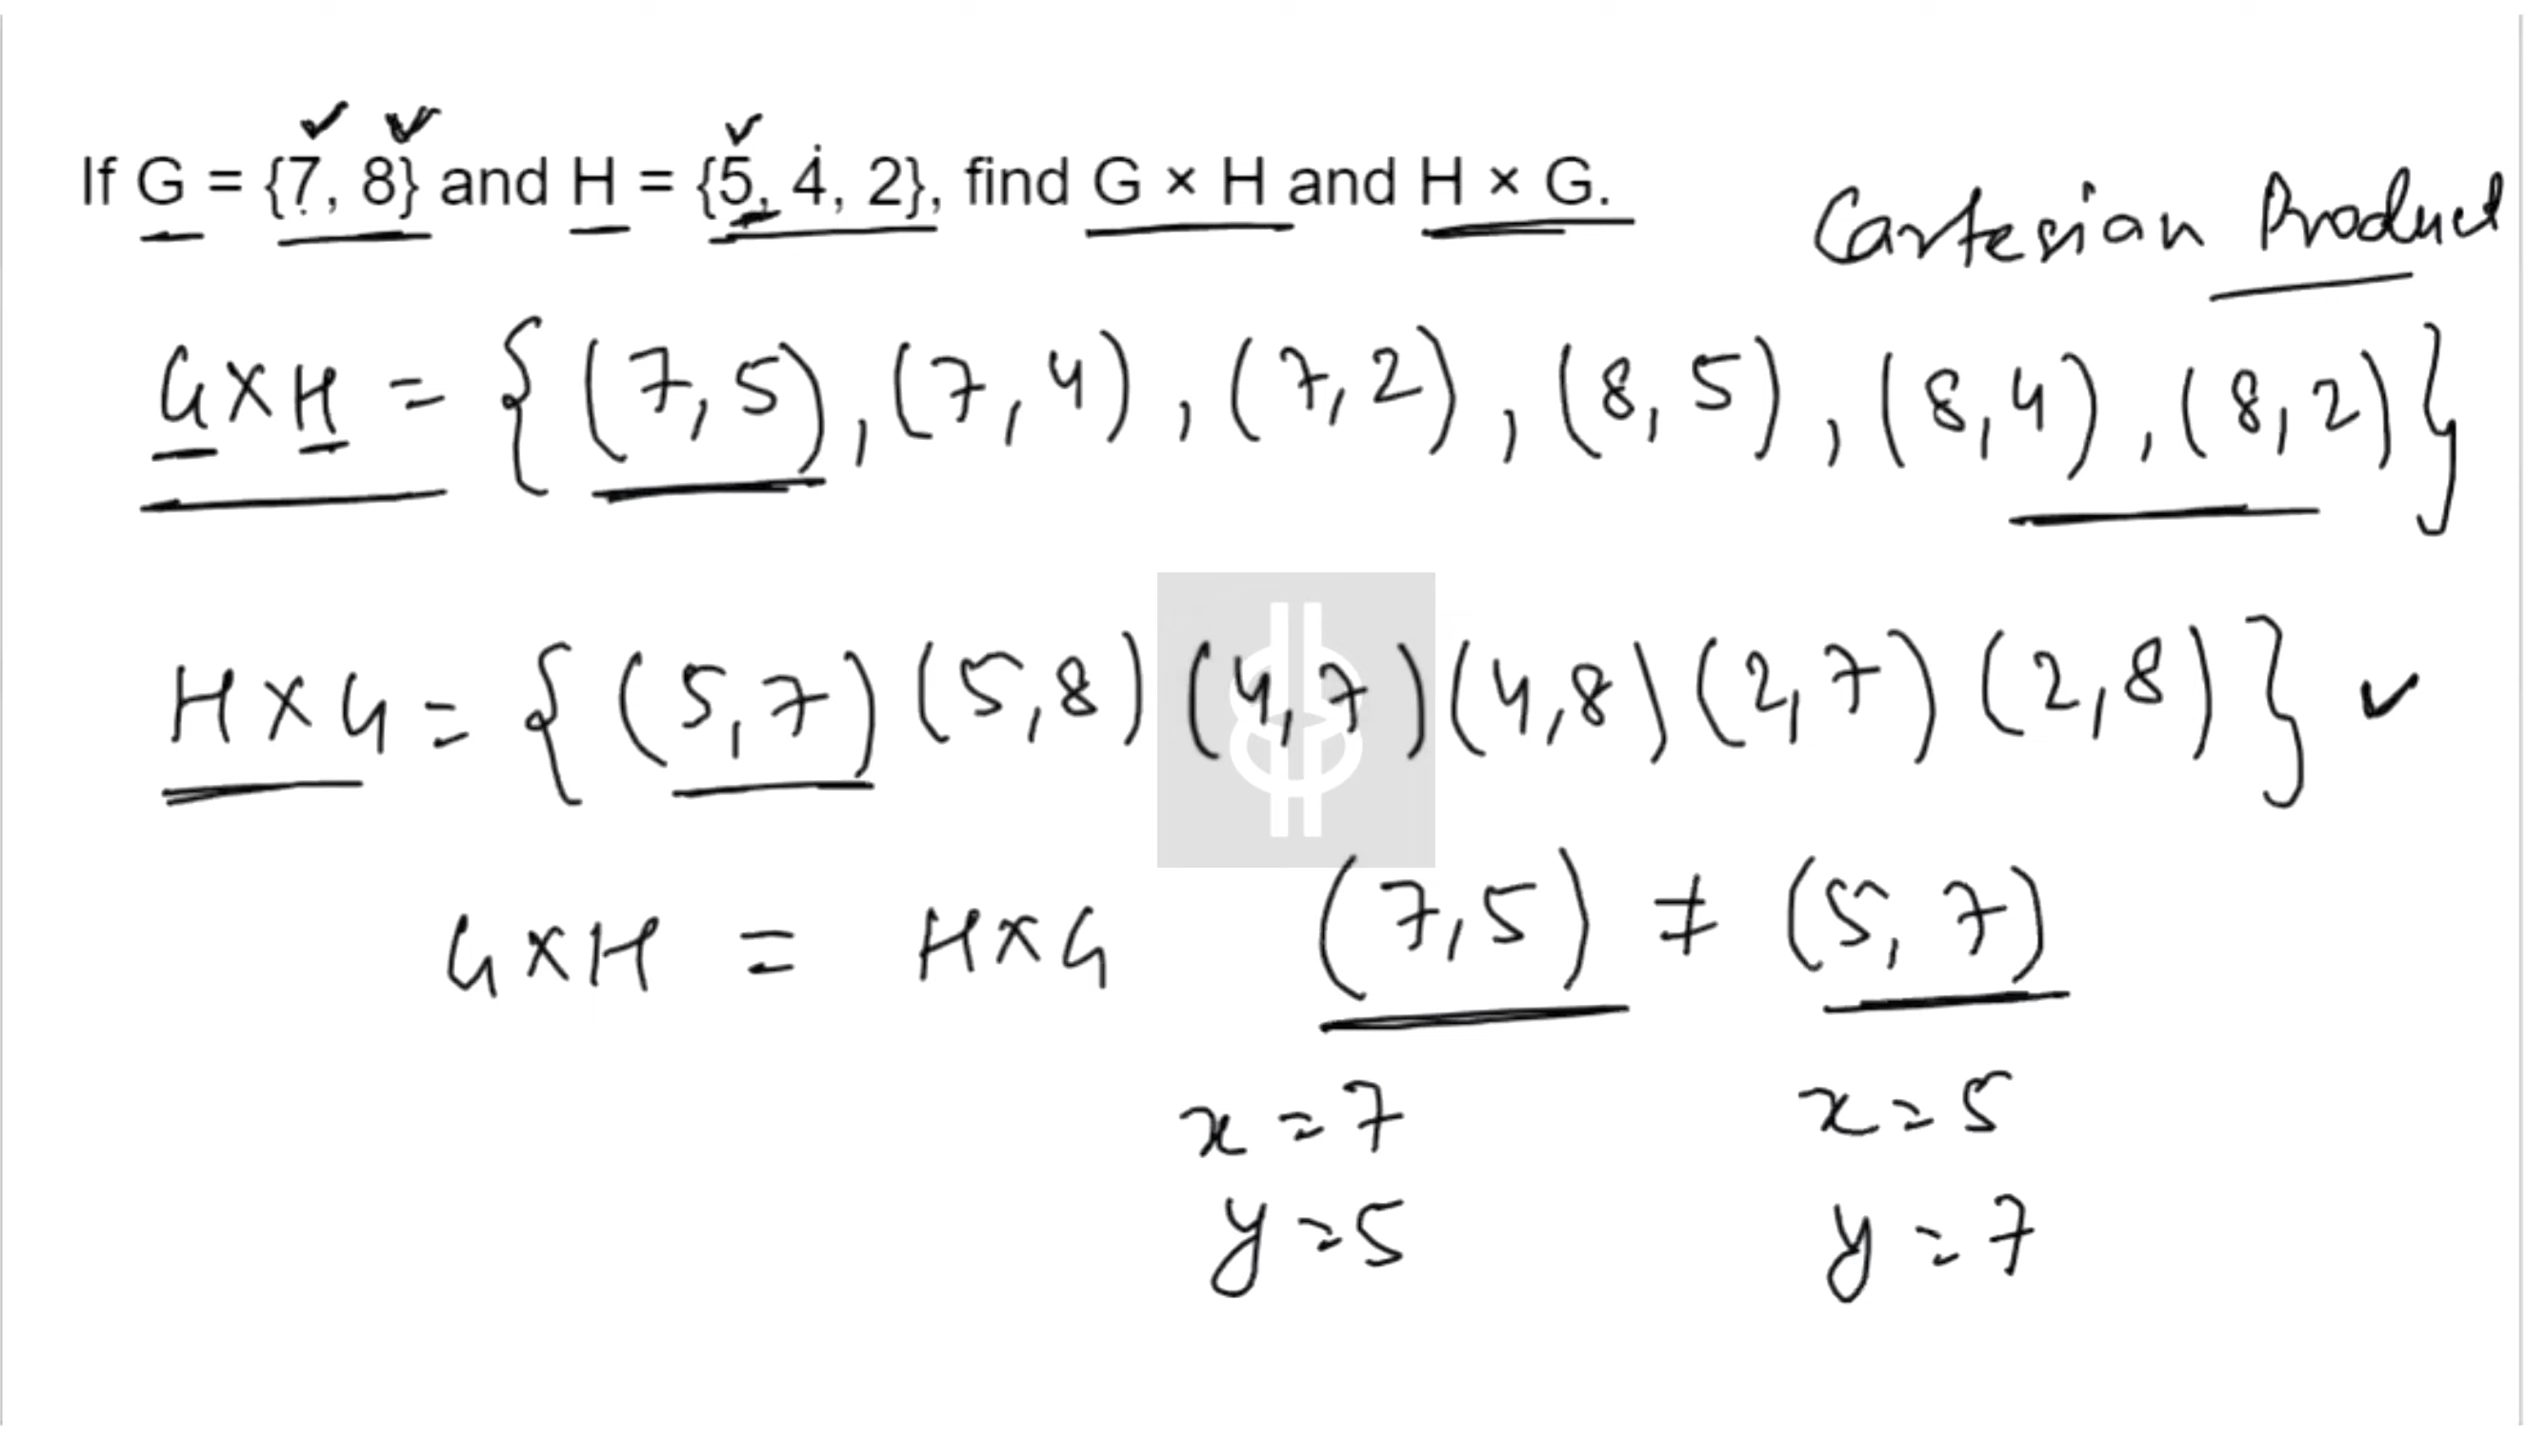 If G = {7, 8} and H = {5, 4, 2}, find G × H and H × G.
Cartesian Product
G×H = {(7,5),(7,4),(7,2),(8,5),(8,4),(8,2)}
H×G = {(5,7)(5,8)(4,7)(4,8)(2,7)(2,8)} ✓
G×H = H×G (7,5) ≠ (5,7)
x=7 x=5
y=5 y=7